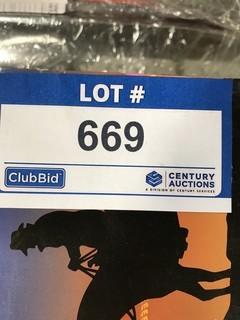 LOT #
669
ClubBid
CENTURY
AUCTIONS
A DIVISION OF CENTURY SERVICES